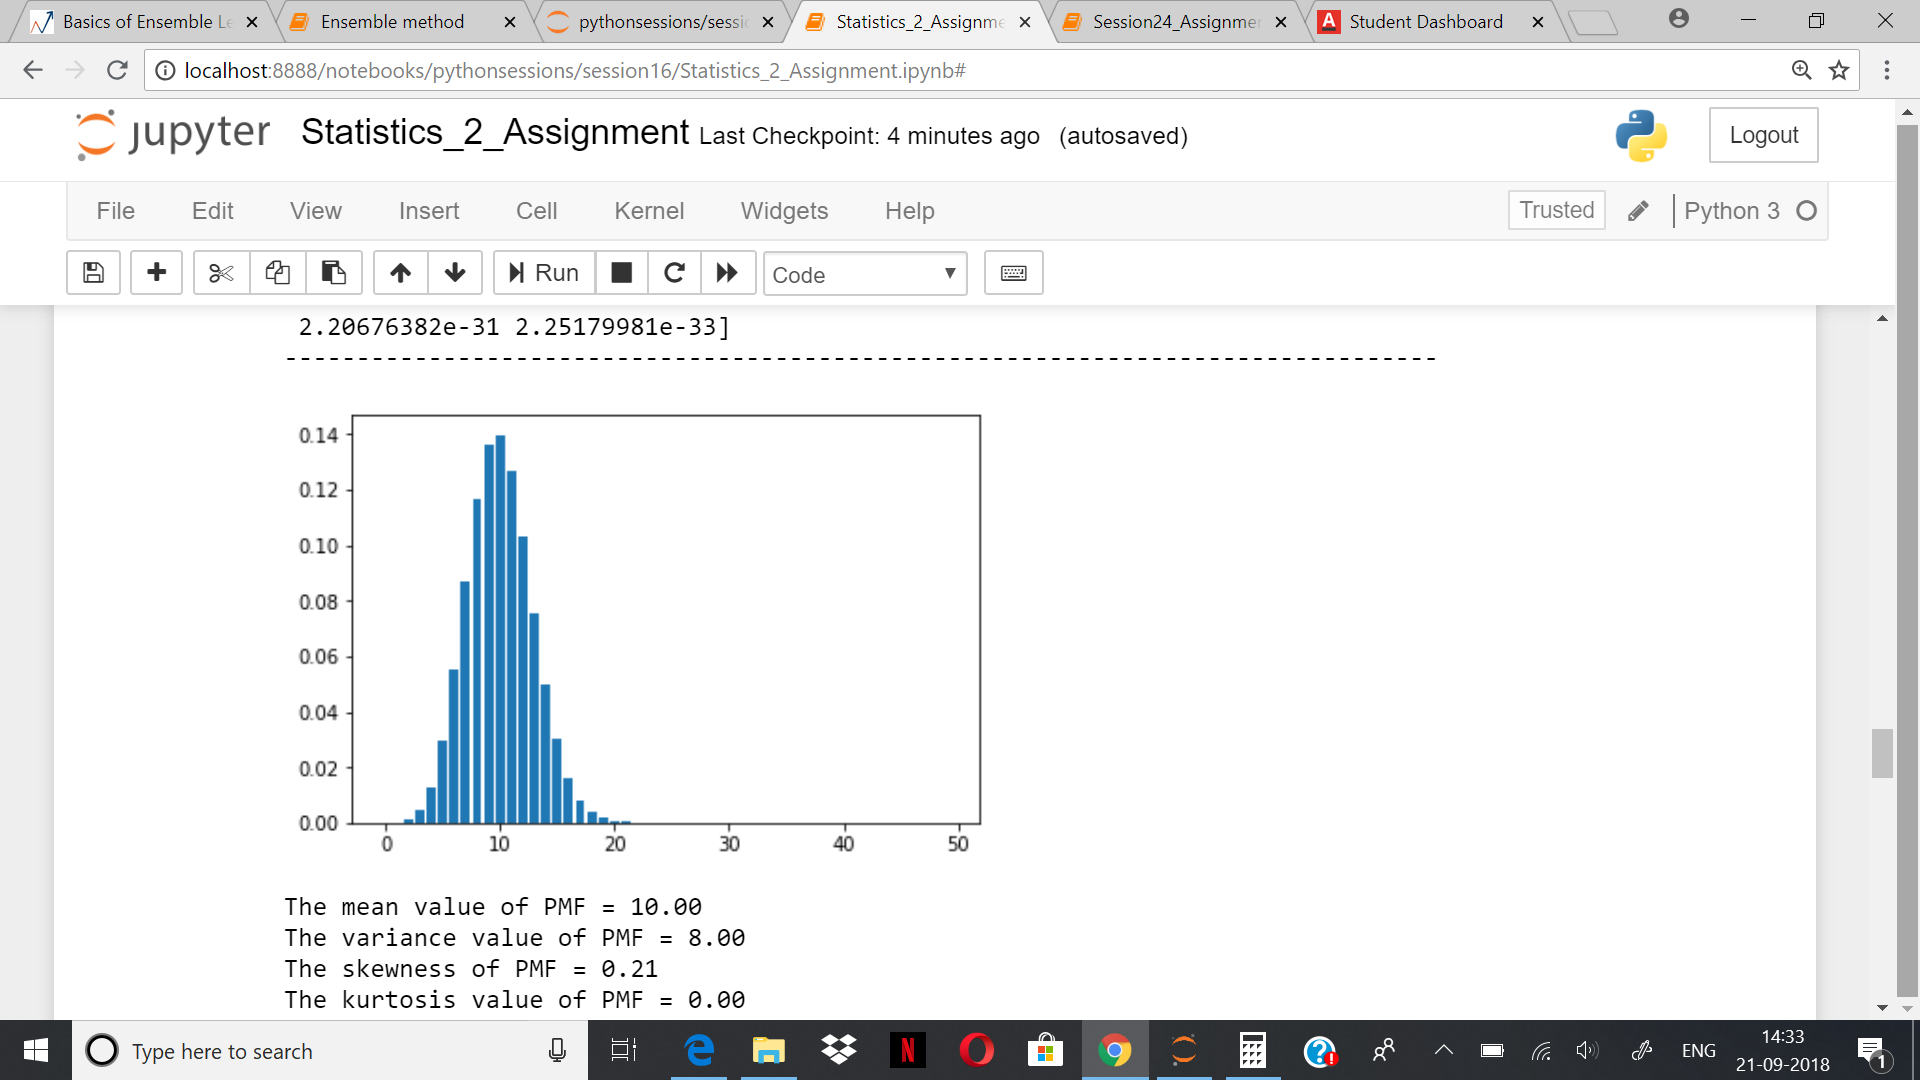 Basics of Ensemble Le
Ensemble method
pythonsessions/sessio
Statistics_2_Assignme
Session24_Assignmen
A Student Dashboard
localhost:8888/notebooks/pythonsessions/session16/Statistics_2_Assignment.ipynb#
jupyter Statistics_2_Assignment Last Checkpoint: 4 minutes ago (autosaved)
Logout
File Edit View Insert Cell Kernel Widgets Help
Trusted Python 3
Run Code
2.20676382e-31 2.25179981e-33]
--------------------------------------------------------------------------------
0.14
0.12
0.10
0.08
0.06
0.04
0.02
0.00
0 10 20 30 40 50
The mean value of PMF = 10.00
The variance value of PMF = 8.00
The skewness of PMF = 0.21
The kurtosis value of PMF = 0.00
Type here to search
N
ENG
14:33
21-09-2018
1